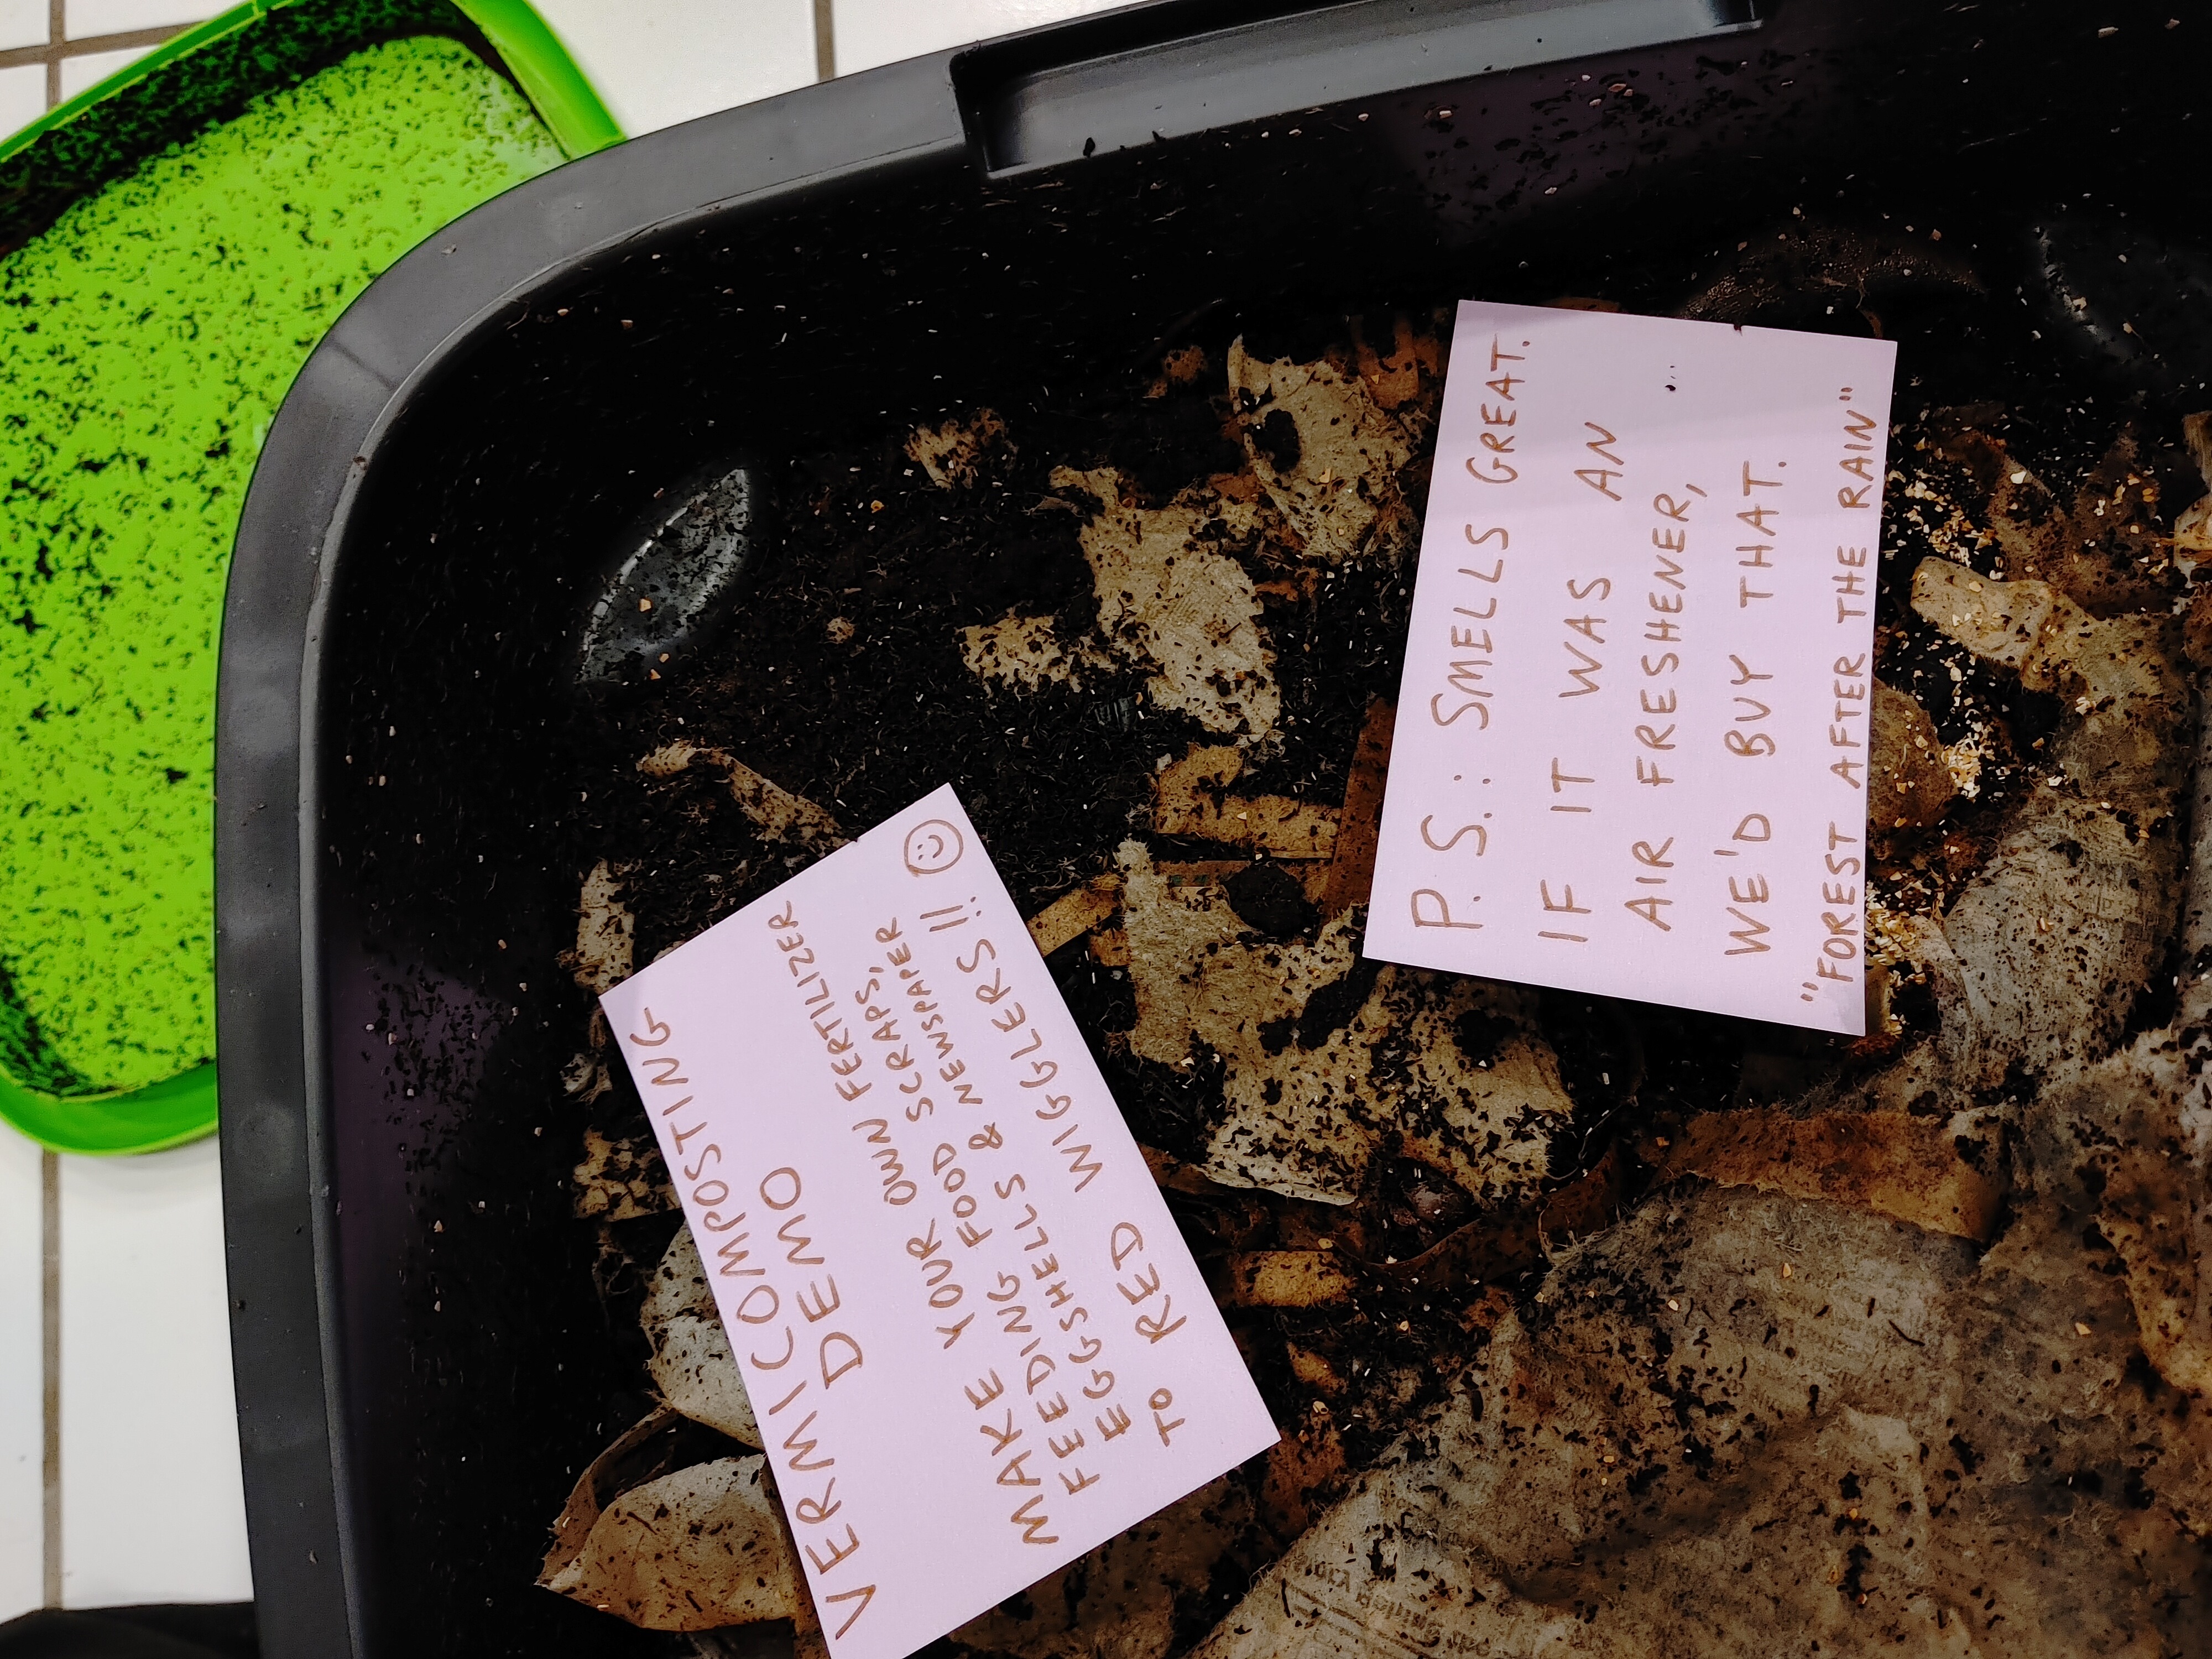 VERMICOMPOSTING
DEMO
MAKE YOUR OWN FERTILIZER
FEEDING FOOD SCRAPS,
EGGSHELLS & NEWSPAPER
TO RED WIGGLERS!!
P.S.: SMELLS GREAT.
IF IT WAS AN
AIR FRESHENER,
WE'D BUY THAT.
"FOREST AFTER THE RAIN"